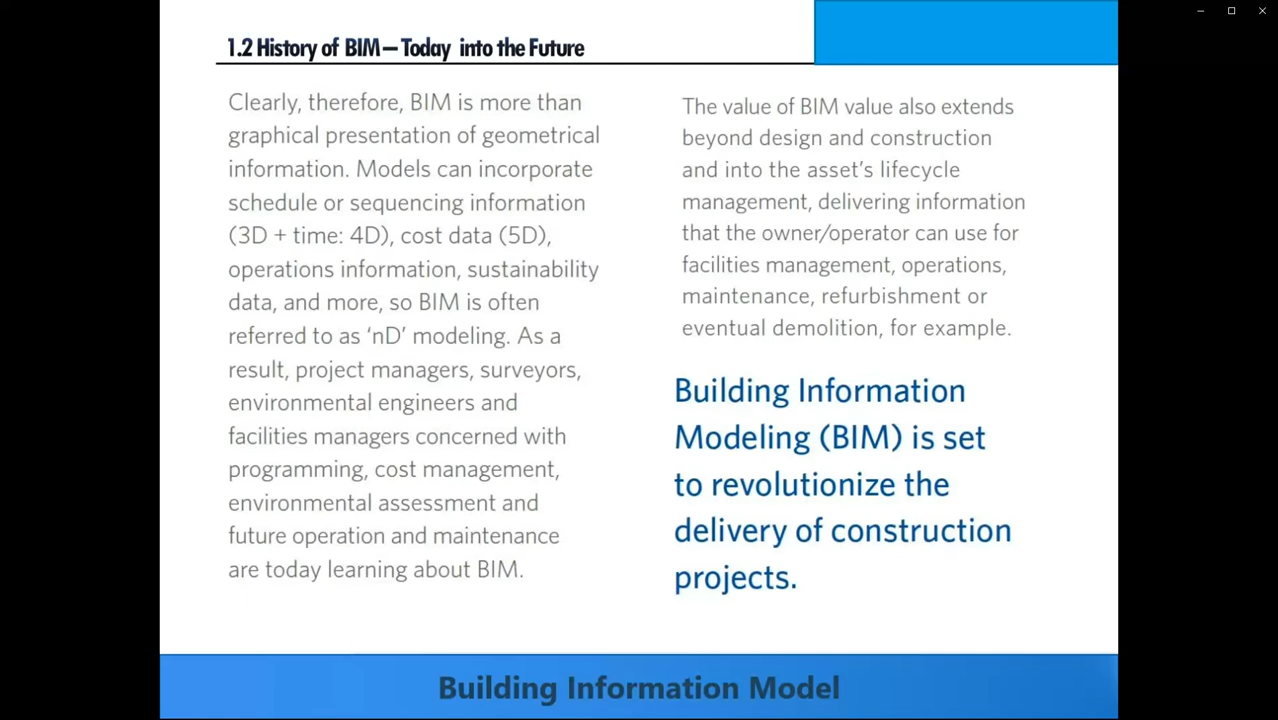 1.2 History of BIM—Today into the Future
Clearly, therefore, BIM is more than
graphical presentation of geometrical
information. Models can incorporate
schedule or sequencing information
(3D + time: 4D), cost data (5D),
operations information, sustainability
data, and more, so BIM is often
referred to as ‘nD’ modeling. As a
result, project managers, surveyors,
environmental engineers and
facilities managers concerned with
programming, cost management,
environmental assessment and
future operation and maintenance
are today learning about BIM.
The value of BIM value also extends
beyond design and construction
and into the asset’s lifecycle
management, delivering information
that the owner/operator can use for
facilities management, operations,
maintenance, refurbishment or
eventual demolition, for example.
Building Information
Modeling (BIM) is set
to revolutionize the
delivery of construction
projects.
Building Information Model